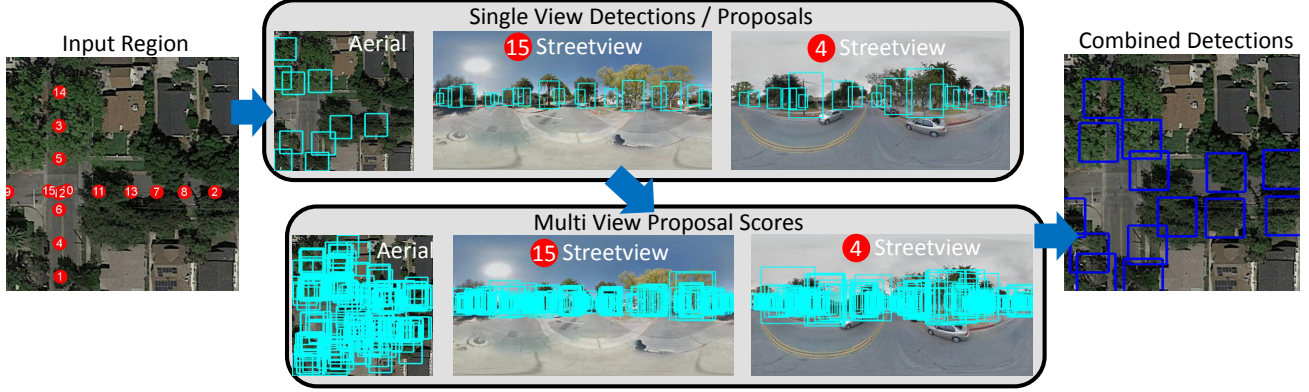 Single View Detections / Proposals
Input Region
Aerial
15 Streetview
4 Streetview
Combined Detections
14
3
5
9
15
12
0
11
13
7
8
2
6
4
1
Multi View Proposal Scores
Aerial
15 Streetview
4 Streetview